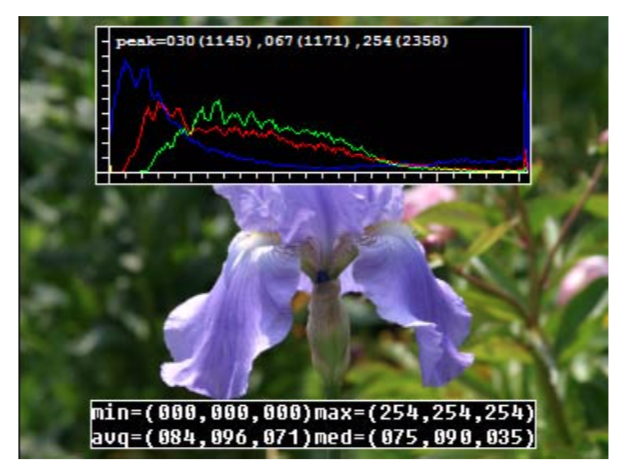 peak=030(1145),067(1171),254(2358)
min=(000,000,000)max=(254,254,254)
avg=(084,096,071)med=(075,090,035)